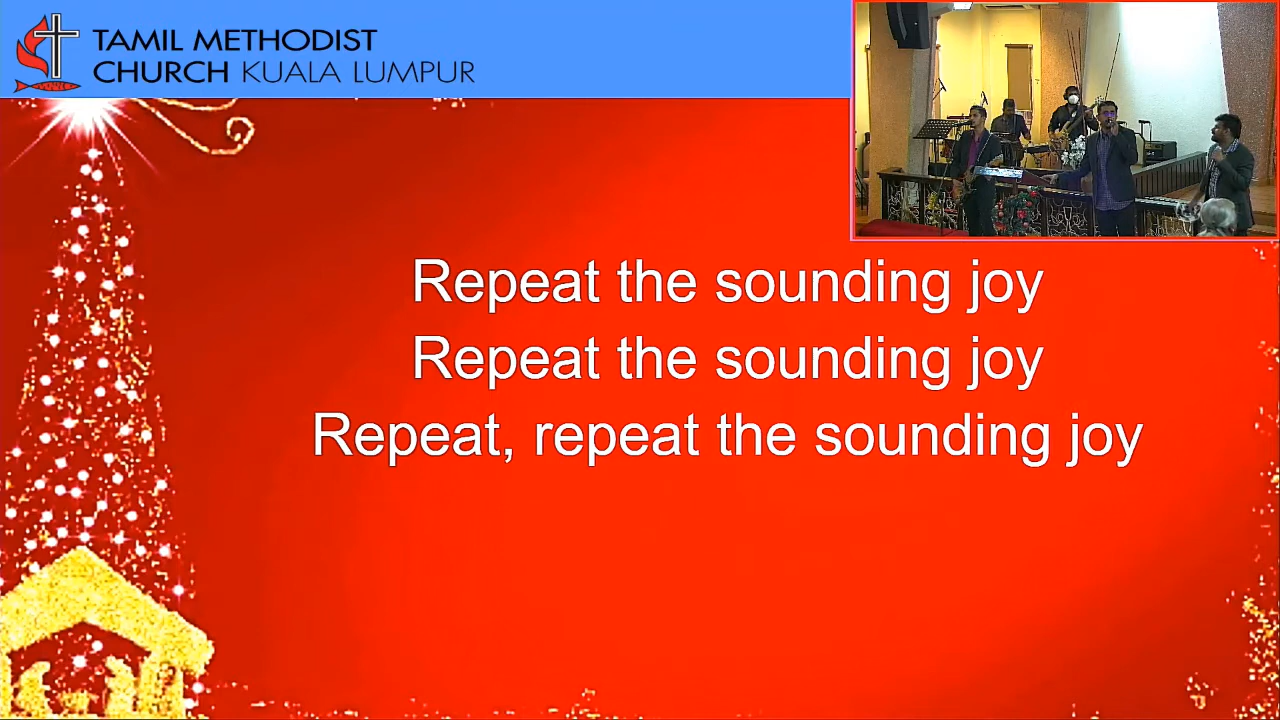 TAMIL METHODIST
CHURCH KUALA LUMPUR
Repeat the sounding joy
Repeat the sounding joy
Repeat, repeat the sounding joy